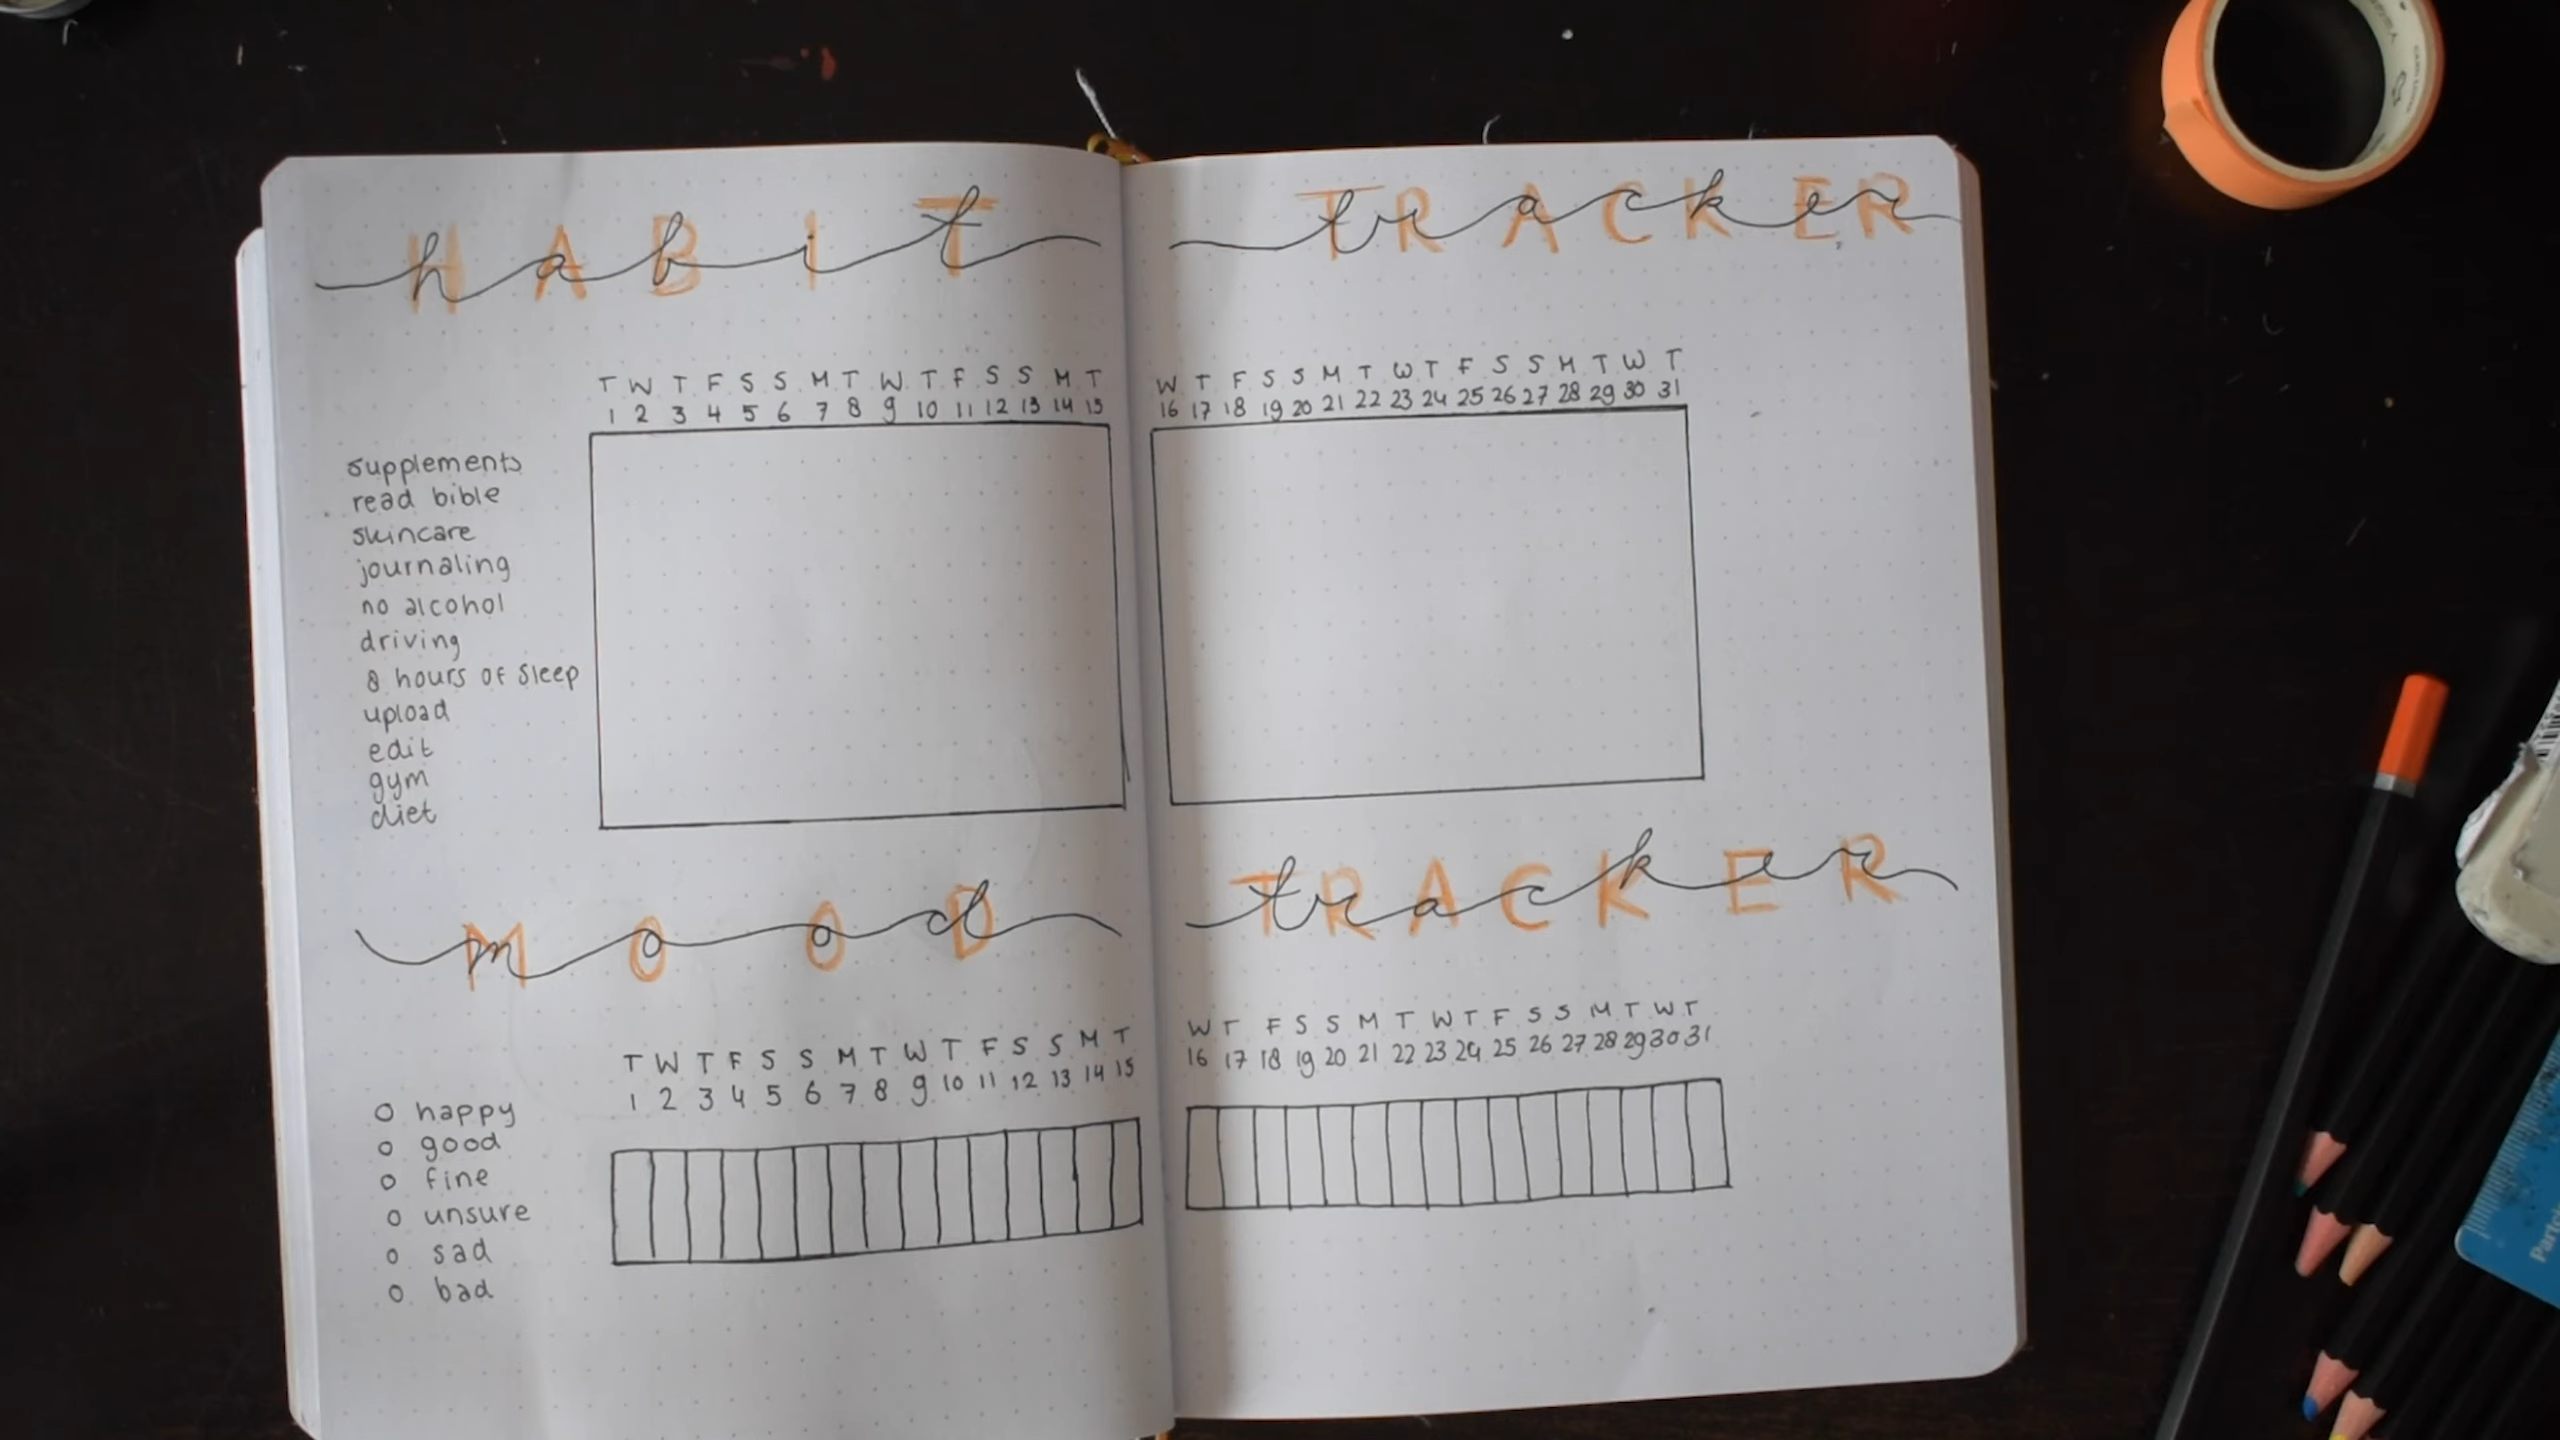 habit tracker
HABIT TRACKER
T W T F S S M T W T F S S M T
1 2 3 4 5 6 7 8 9 10 11 12 13 14 15
W T F S S M T W T F S S M T W T
16 17 18 19 20 21 22 23 24 25 26 27 28 29 30 31
supplements
read bible
skincare
journaling
no alcohol
driving
8 hours of sleep
upload
edit
gym
diet
mood tracker
MOOD TRACKER
T W T F S S M T W T F S S M T
1 2 3 4 5 6 7 8 9 10 11 12 13 14 15
W T F S S M T W T F S S M T W T
16 17 18 19 20 21 22 23 24 25 26 27 28 29 30 31
happy
good
fine
unsure
sad
bad